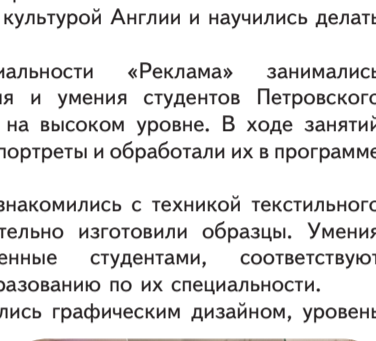 культурой Англии и научились делать
иальности «Реклама» занимались
ия и умения студентов Петровского
на высоком уровне. В ходе занятий
портреты и обработали их в программе
знакомились с техникой текстильного
тельно изготовили образцы. Умения
енные студентами, соответствуют
разованию по их специальности.
лись графическим дизайном, уровень